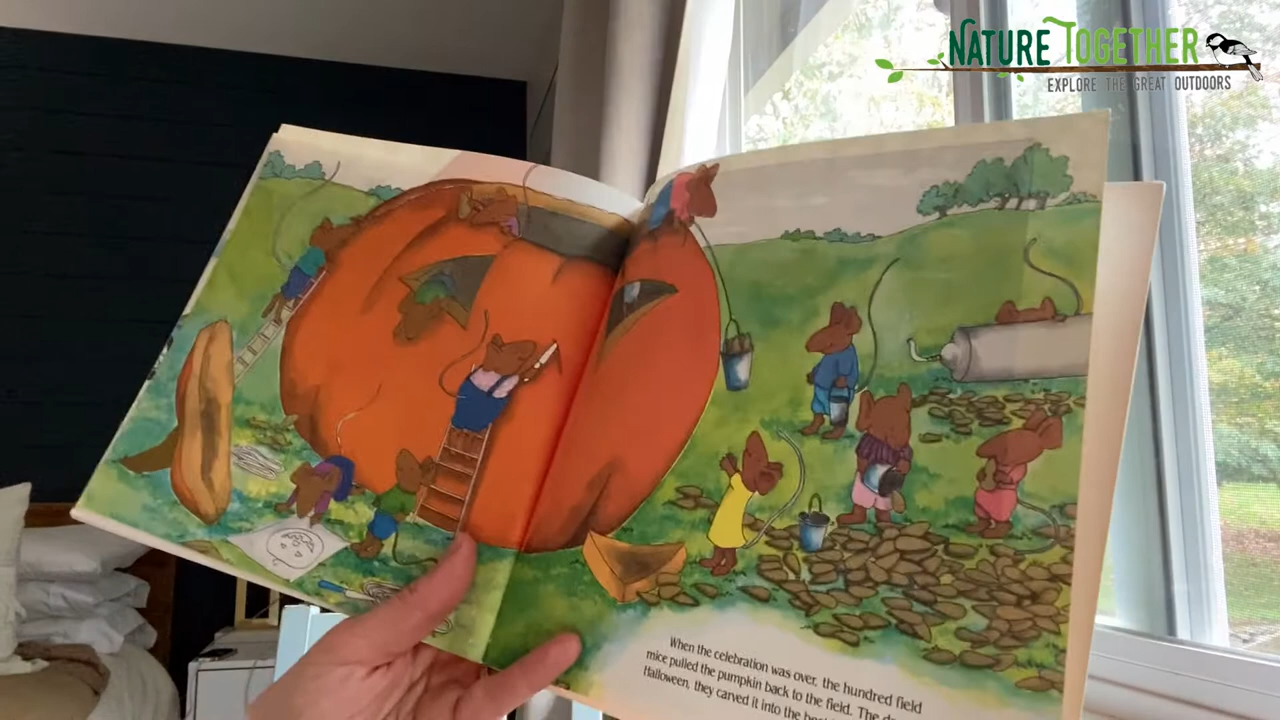 NATURE TOGETHER
EXPLORE THE GREAT OUTDOORS
When the celebration was over, the hundred field
mice pulled the pumpkin back to the field. The
Halloween, they carved it into the